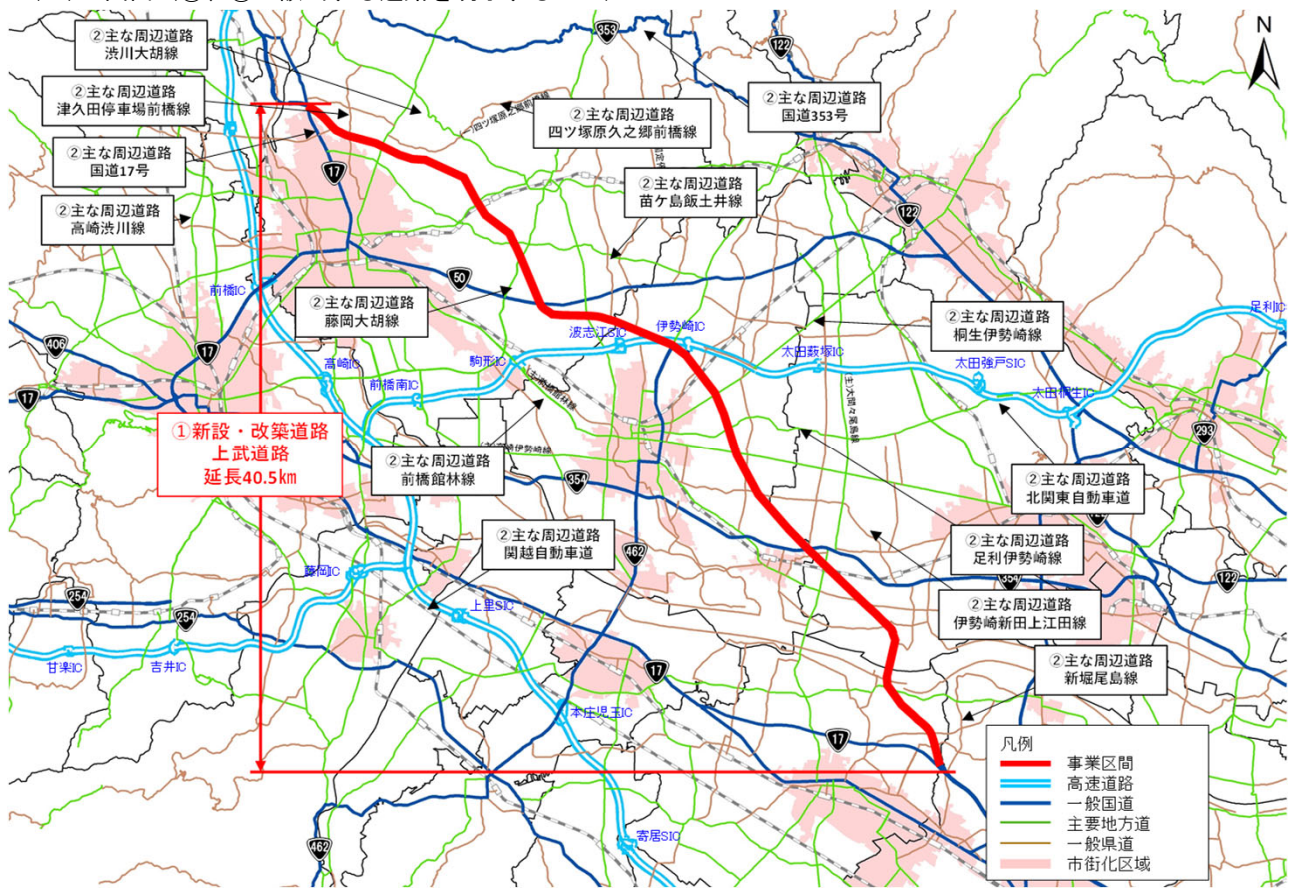 353
122
N
②主な周辺道路
渋川大胡線
②主な周辺道路
津久田停車場前橋線
②主な周辺道路
四ツ塚原久之郷前橋線
②主な周辺道路
国道353号
②主な周辺道路
国道17号
17
②主な周辺道路
苗ケ島飯土井線
②主な周辺道路
高崎渋川線
122
50
前橋IC
②主な周辺道路
藤岡大胡線
②主な周辺道路
桐生伊勢崎線
足利IC
波志江SIC
伊勢崎IC
太田藪塚IC
406
17
駒形IC
太田強戸SIC
高崎IC
前橋南IC
太田桐生IC
17
(主)前橋館林線
(主)大間々尾島線
①新設・改築道路
上武道路
延長40.5㎞
293
②主な周辺道路
前橋館林線
354
②主な周辺道路
北関東自動車道
②主な周辺道路
関越自動車道
②主な周辺道路
足利伊勢崎線
462
藤岡IC
354
122
254
②主な周辺道路
伊勢崎新田上江田線
上里SIC
254
甘楽IC
吉井IC
17
②主な周辺道路
新堀尾島線
本庄児玉IC
17
462
寄居SIC
凡例
事業区間
高速道路
一般国道
主要地方道
一般県道
市街化区域